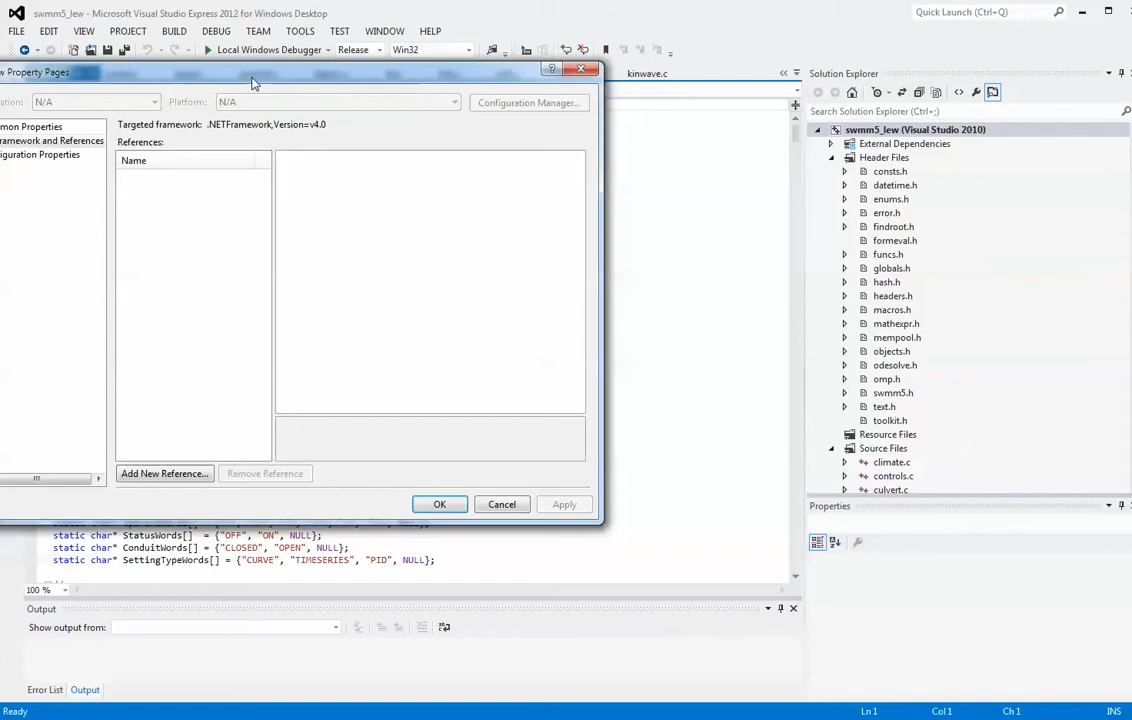 swmm5_lew - Microsoft Visual Studio Express 2012 for Windows Desktop
Quick Launch (Ctrl+Q)
FILE EDIT VIEW PROJECT BUILD DEBUG TEAM TOOLS TEST WINDOW HELP
Local Windows Debugger Release Win32
w Property Pages
kinwave.c
Solution Explorer
ation: N/A Platform: N/A Configuration Manager...
Search Solution Explorer (Ctrl+;)
mon Properties
ramework and References
iguration Properties
Targeted framework: .NETFramework,Version=v4.0
References:
Name
Add New Reference... Remove Reference
OK Cancel Apply
swmm5_lew (Visual Studio 2010)
External Dependencies
Header Files
consts.h
datetime.h
enums.h
error.h
findroot.h
formeval.h
funcs.h
globals.h
hash.h
headers.h
macros.h
mathexpr.h
mempool.h
objects.h
odesolve.h
omp.h
swmm5.h
text.h
toolkit.h
Resource Files
Source Files
climate.c
controls.c
culvert.c
Properties
static char* StatusWords[] = {"OFF", "ON", NULL};
static char* ConduitWords[] = {"CLOSED", "OPEN", NULL};
static char* SettingTypeWords[] = {"CURVE", "TIMESERIES", "PID", NULL};
100 %
Output
Show output from:
Error List Output
Ready Ln 1 Col 1 Ch 1 INS